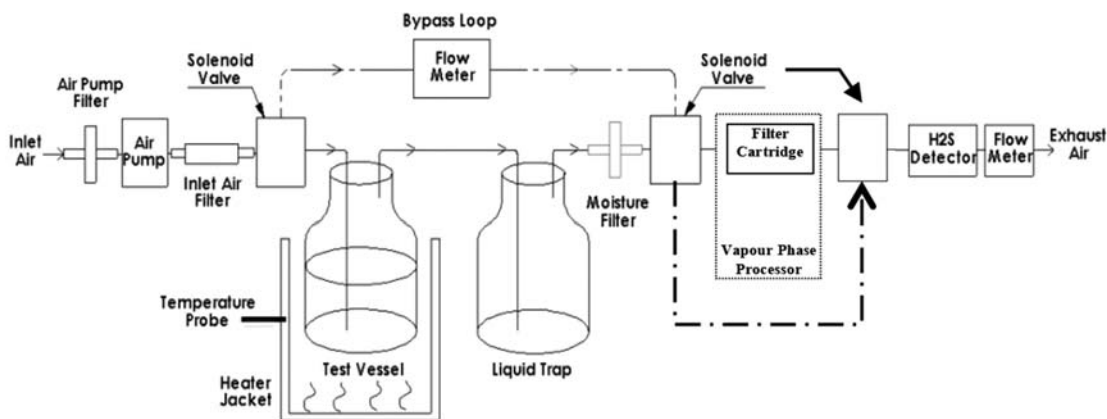 Bypass Loop
Flow
Meter
Solenoid
Valve
Air Pump
Filter
Inlet
Air
Air
Pump
Inlet Air
Filter
Solenoid
Valve
Filter
Cartridge
H2S
Detector
Flow
Meter
Exhaust
Air
Moisture
Filter
Vapour Phase
Processor
Temperature
Probe
Test Vessel
Liquid Trap
Heater
Jacket